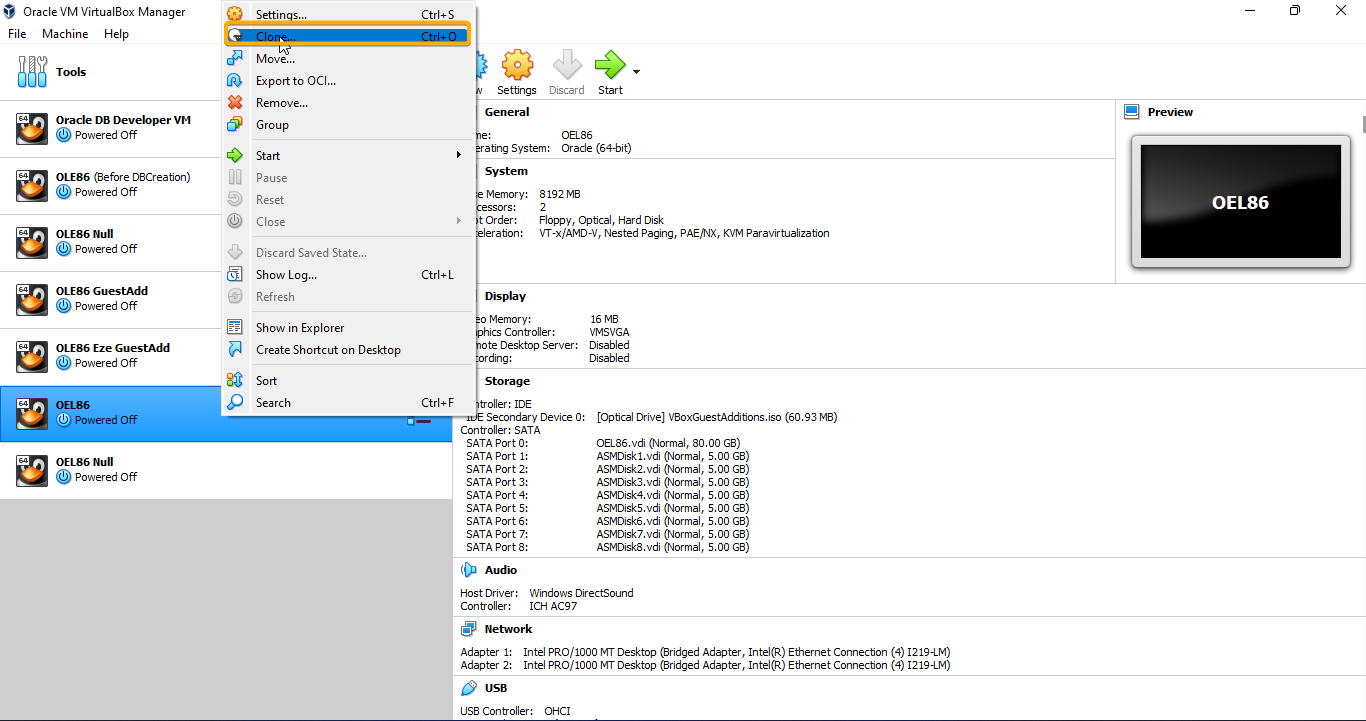 Oracle VM VirtualBox Manager
File Machine Help
Tools
64
Oracle DB Developer VM
Powered Off
64
OLE86 (Before DBCreation)
Powered Off
64
OLE86 Null
Powered Off
64
OLE86 GuestAdd
Powered Off
64
OLE86 Eze GuestAdd
Powered Off
64
OEL86
Powered Off
64
OEL86 Null
Powered Off
Settings... Ctrl+S
Clone... Ctrl+O
Move...
Export to OCI...
Remove...
Group
Start
Pause
Reset
Close
Discard Saved State...
Show Log... Ctrl+L
Refresh
Show in Explorer
Create Shortcut on Desktop
Sort
Search Ctrl+F
w Settings Discard Start
General
me: OEL86
erating System: Oracle (64-bit)
System
e Memory: 8192 MB
cessors: 2
ot Order: Floppy, Optical, Hard Disk
eleration: VT-x/AMD-V, Nested Paging, PAE/NX, KVM Paravirtualization
Preview
OEL86
Display
eo Memory: 16 MB
phics Controller: VMSVGA
mote Desktop Server: Disabled
cording: Disabled
Storage
ntroller: IDE
IDE Secondary Device 0: [Optical Drive] VBoxGuestAdditions.iso (60.93 MB)
Controller: SATA
SATA Port 0: OEL86.vdi (Normal, 80.00 GB)
SATA Port 1: ASMDisk1.vdi (Normal, 5.00 GB)
SATA Port 2: ASMDisk2.vdi (Normal, 5.00 GB)
SATA Port 3: ASMDisk3.vdi (Normal, 5.00 GB)
SATA Port 4: ASMDisk4.vdi (Normal, 5.00 GB)
SATA Port 5: ASMDisk5.vdi (Normal, 5.00 GB)
SATA Port 6: ASMDisk6.vdi (Normal, 5.00 GB)
SATA Port 7: ASMDisk7.vdi (Normal, 5.00 GB)
SATA Port 8: ASMDisk8.vdi (Normal, 5.00 GB)
Audio
Host Driver: Windows DirectSound
Controller: ICH AC97
Network
Adapter 1: Intel PRO/1000 MT Desktop (Bridged Adapter, Intel(R) Ethernet Connection (4) I219-LM)
Adapter 2: Intel PRO/1000 MT Desktop (Bridged Adapter, Intel(R) Ethernet Connection (4) I219-LM)
USB
USB Controller: OHCI